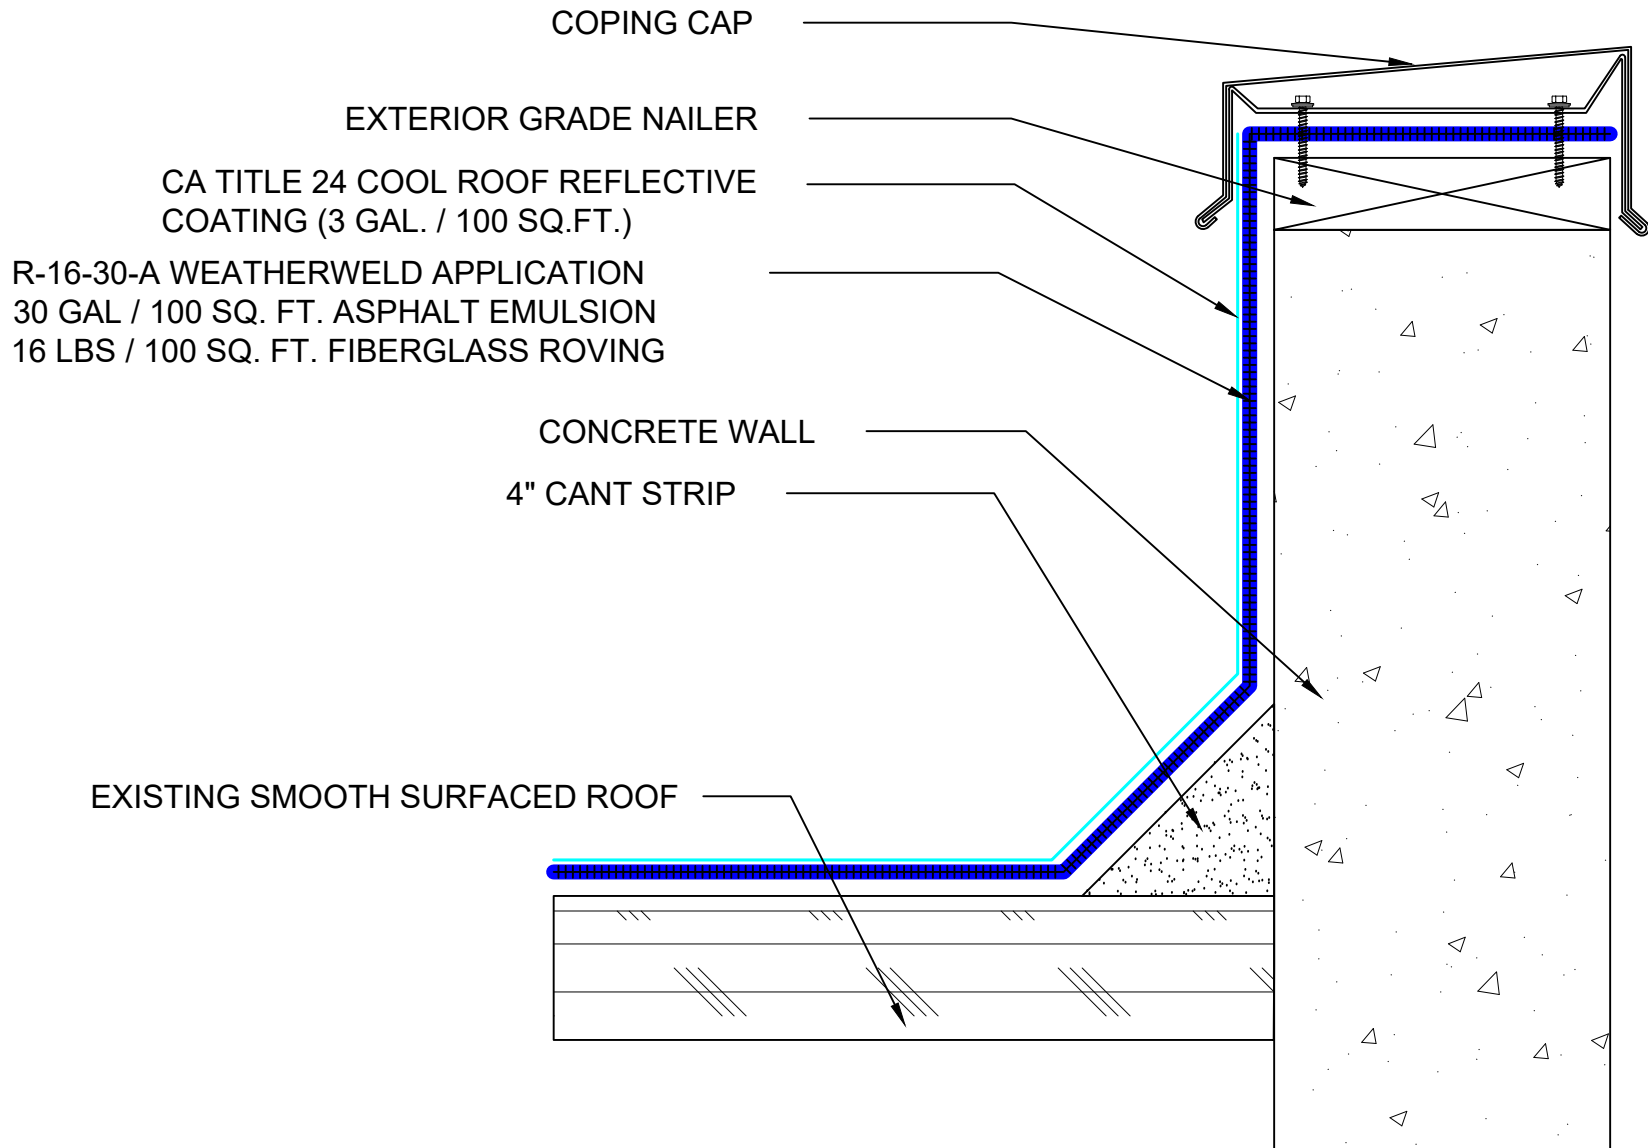 COPING CAP
EXTERIOR GRADE NAILER
CA TITLE 24 COOL ROOF REFLECTIVE
COATING (3 GAL. / 100 SQ.FT.)
R-16-30-A WEATHERWELD APPLICATION
30 GAL / 100 SQ. FT. ASPHALT EMULSION
16 LBS / 100 SQ. FT. FIBERGLASS ROVING
CONCRETE WALL
4" CANT STRIP
EXISTING SMOOTH SURFACED ROOF